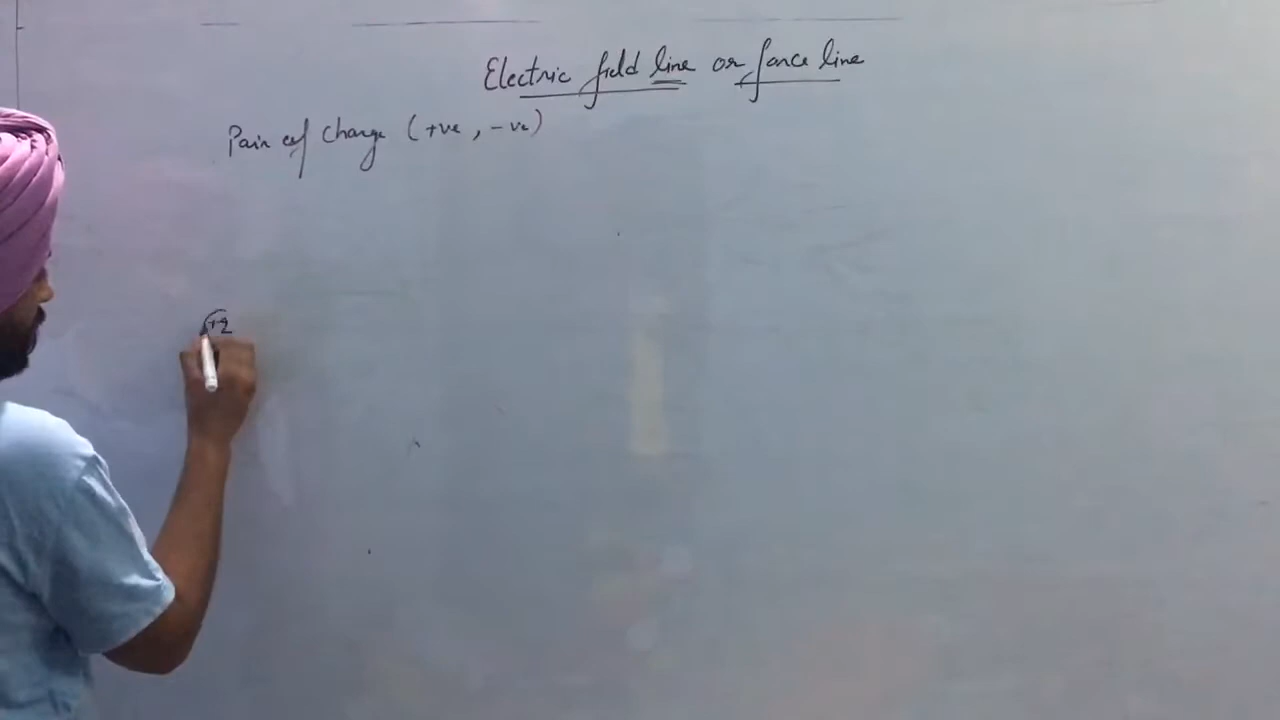 Electric field line or force line
Pair of charge (+ve, -ve)
+q